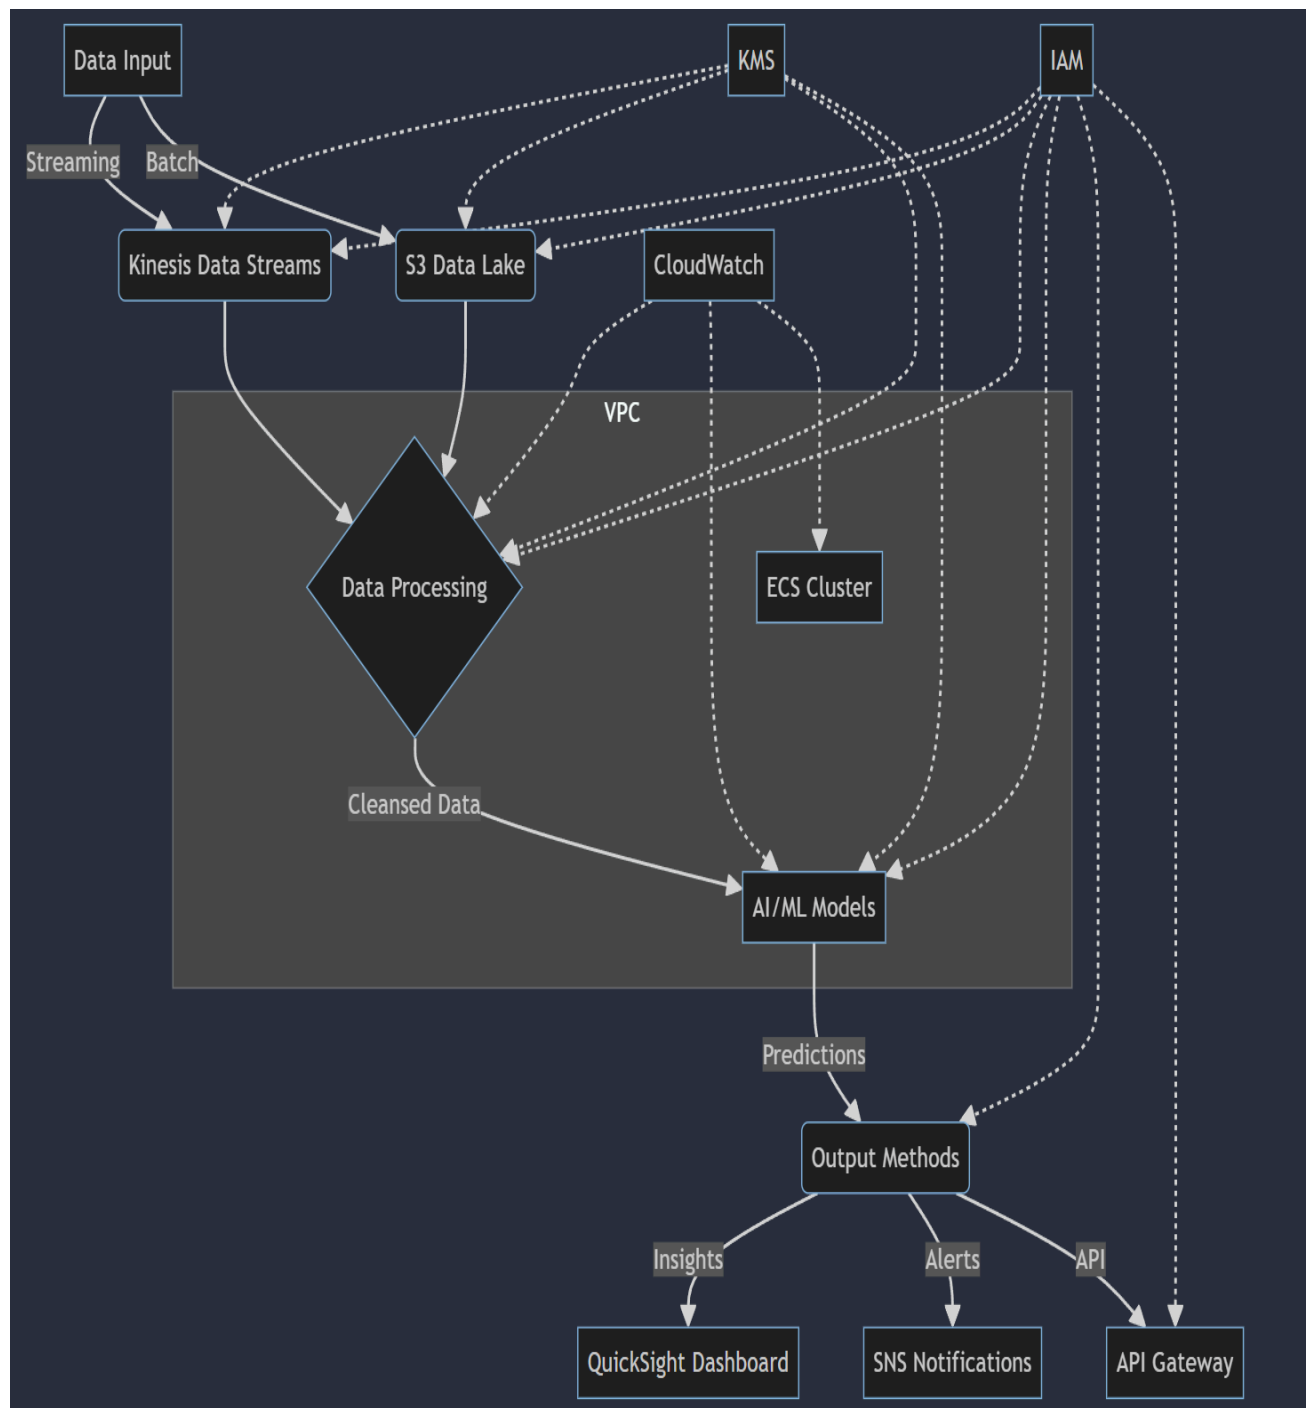 Data Input
KMS
IAM
Streaming
Batch
Kinesis Data Streams
S3 Data Lake
CloudWatch
VPC
Data Processing
ECS Cluster
Cleansed Data
AI/ML Models
Predictions
Output Methods
Insights
Alerts
API
QuickSight Dashboard
SNS Notifications
API Gateway